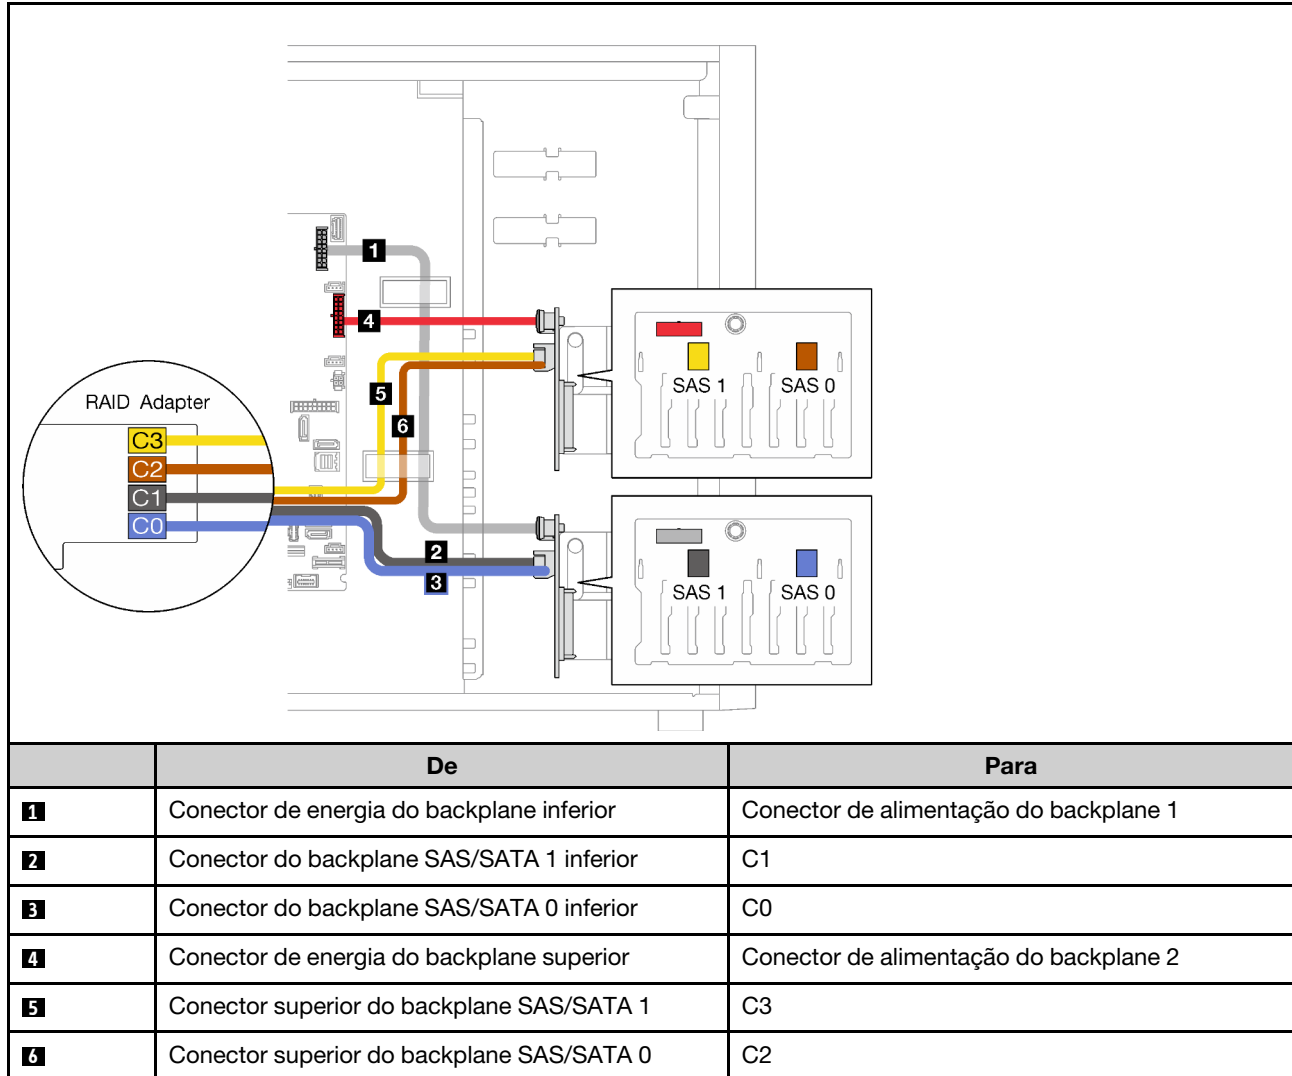 1
4
5
RAID Adapter
6
C3
C2
C1
C0
2
3
SAS 1 SAS 0
SAS 1 SAS 0
De Para
1 Conector de energia do backplane inferior Conector de alimentação do backplane 1
2 Conector do backplane SAS/SATA 1 inferior C1
3 Conector do backplane SAS/SATA 0 inferior C0
4 Conector de energia do backplane superior Conector de alimentação do backplane 2
5 Conector superior do backplane SAS/SATA 1 C3
6 Conector superior do backplane SAS/SATA 0 C2